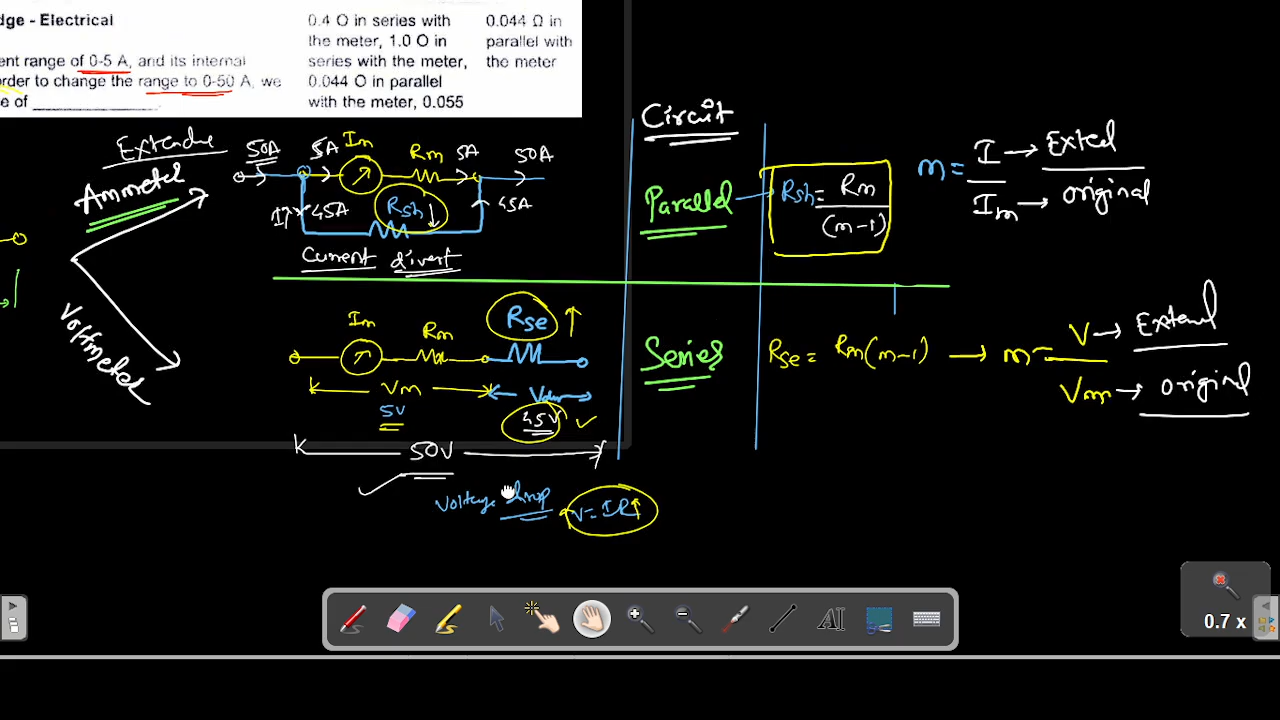 dge - Electrical
ent range of 0-5 A, and its internal
order to change the range to 0-50 A, we
e of
0.4 O in series with
the meter, 1.0 O in
series with the meter,
0.044 O in parallel
with the meter, 0.055
0.044 Ω in
parallel with
the meter
Ammeter
50A 5A Im Rm 5A 50A
45A Rsh ↓ 45A
Current divert
Circuit
Parallel
Rsh = Rm/(m-1)
m = I → Exted
Im → original
Voltmeter
Im Rm Rse ↑
Vm
5V 45V ✓
50V
Voltage drop V=IR↑
Series
Rse = Rm(m-1) → m = V → Extend
Vm → original
0.7 x